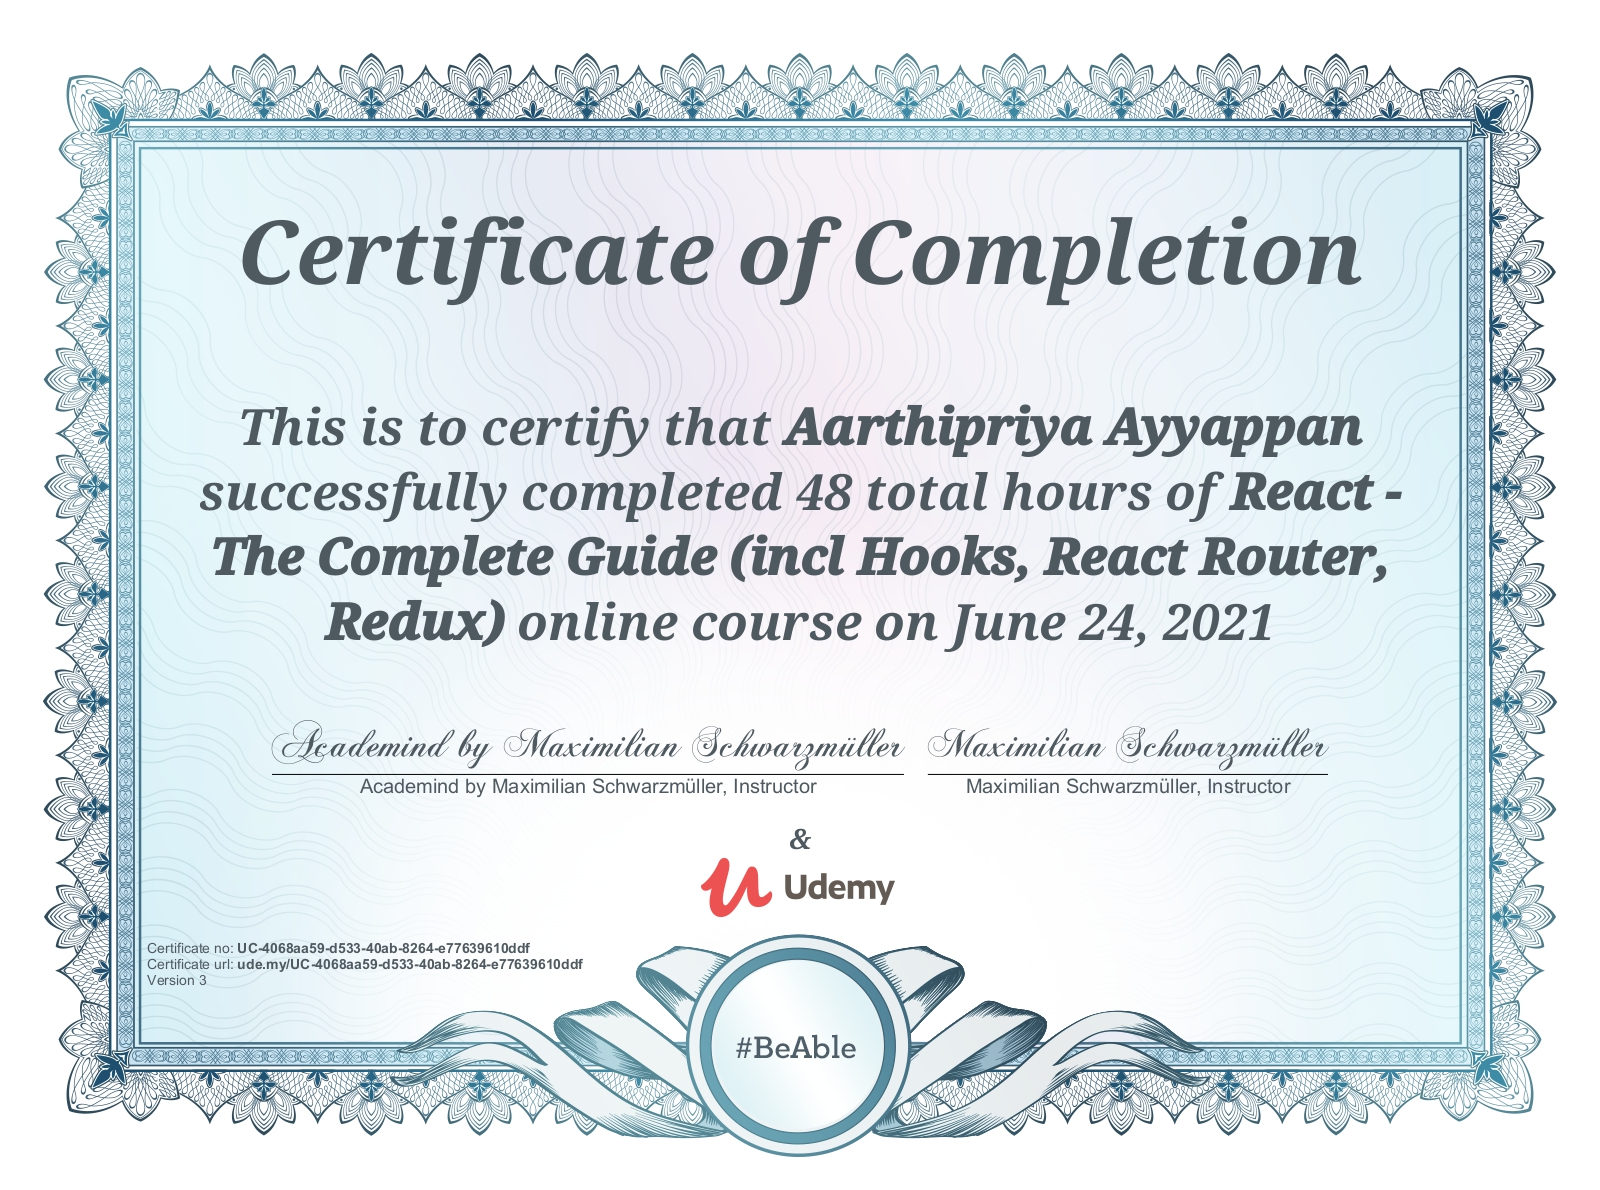 Certificate of Completion
This is to certify that Aarthipriya Ayyappan
successfully completed 48 total hours of React -
The Complete Guide (incl Hooks, React Router,
Redux) online course on June 24, 2021
Academind by Maximilian Schwarzmüller Maximilian Schwarzmüller
Academind by Maximilian Schwarzmüller, Instructor Maximilian Schwarzmüller, Instructor
&
Udemy
Certificate no: UC-4068aa59-d533-40ab-8264-e77639610ddf
Certificate url: ude.my/UC-4068aa59-d533-40ab-8264-e77639610ddf
Version 3
#BeAble